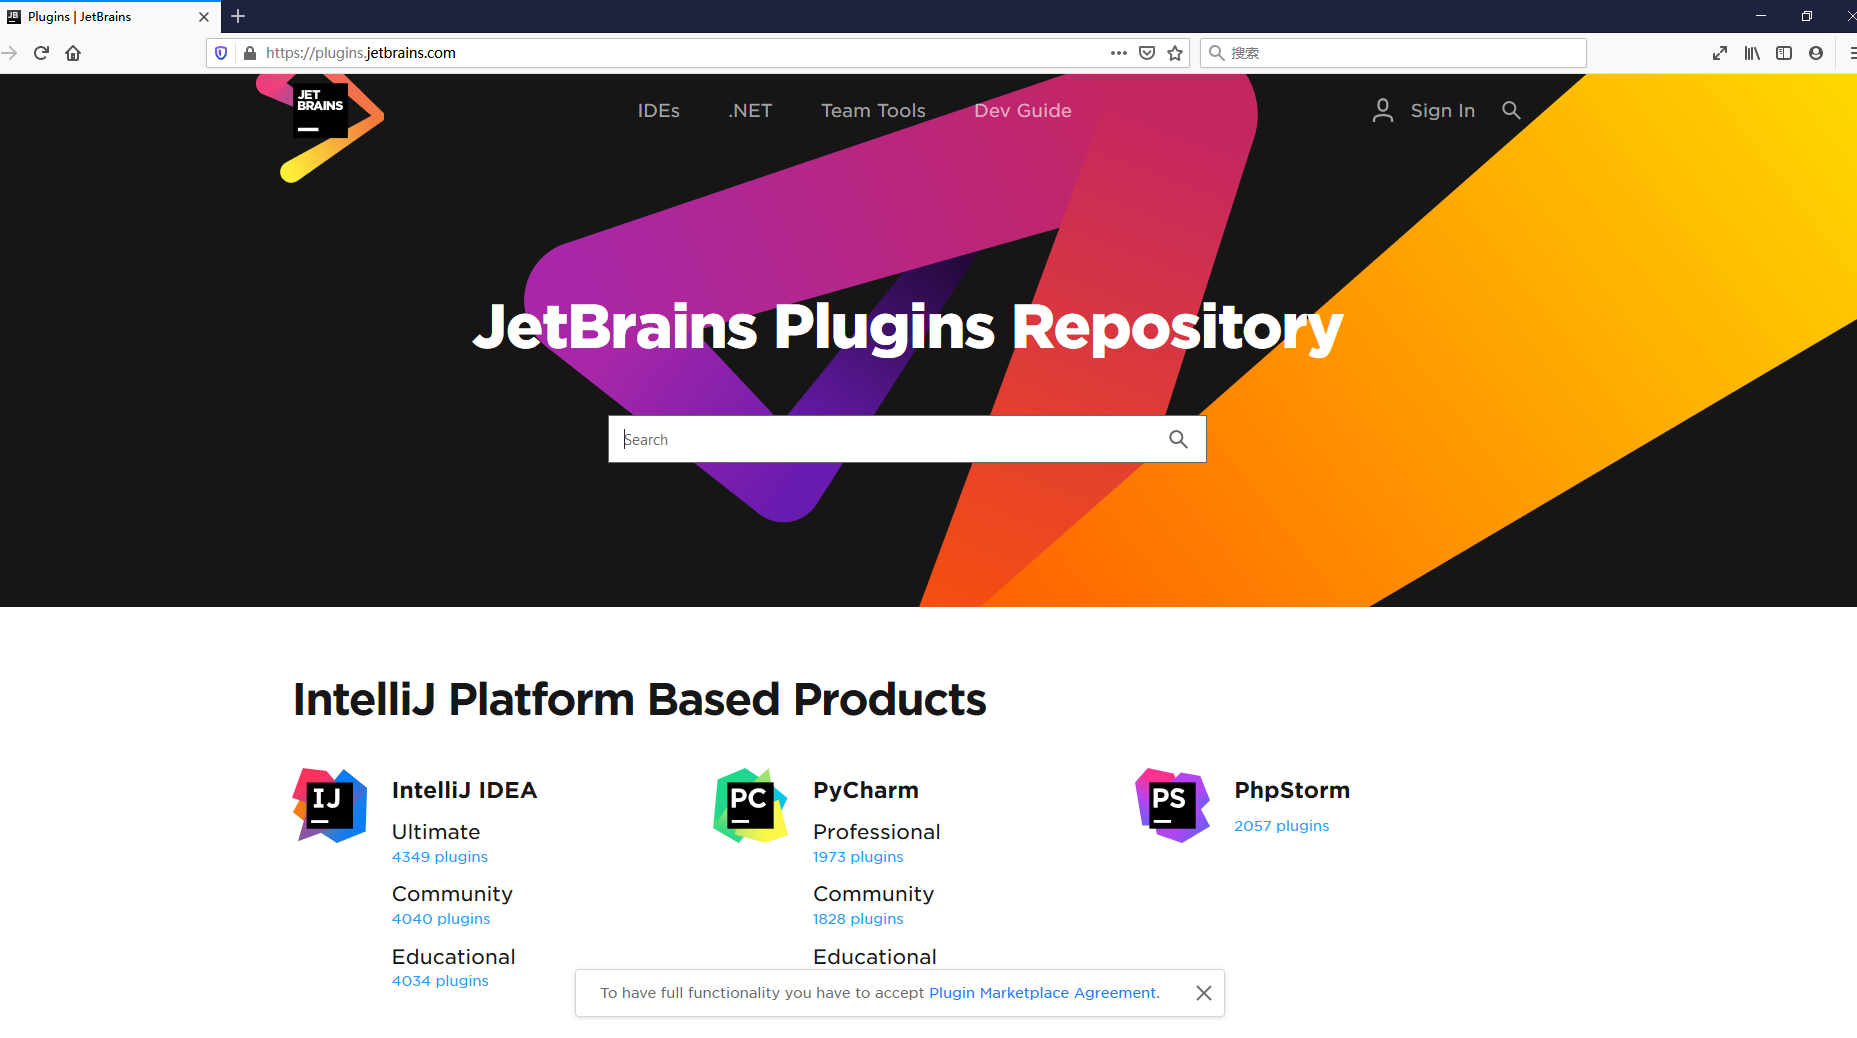 JB
Plugins | JetBrains
https://plugins.jetbrains.com
搜索
JET
BRAINS
IDEs
.NET
Team Tools
Dev Guide
Sign In
JetBrains Plugins Repository
Search
IntelliJ Platform Based Products
IJ
IntelliJ IDEA
Ultimate
4349 plugins
Community
4040 plugins
Educational
4034 plugins
PC
PyCharm
Professional
1973 plugins
Community
1828 plugins
Educational
PS
PhpStorm
2057 plugins
To have full functionality you have to accept Plugin Marketplace Agreement.